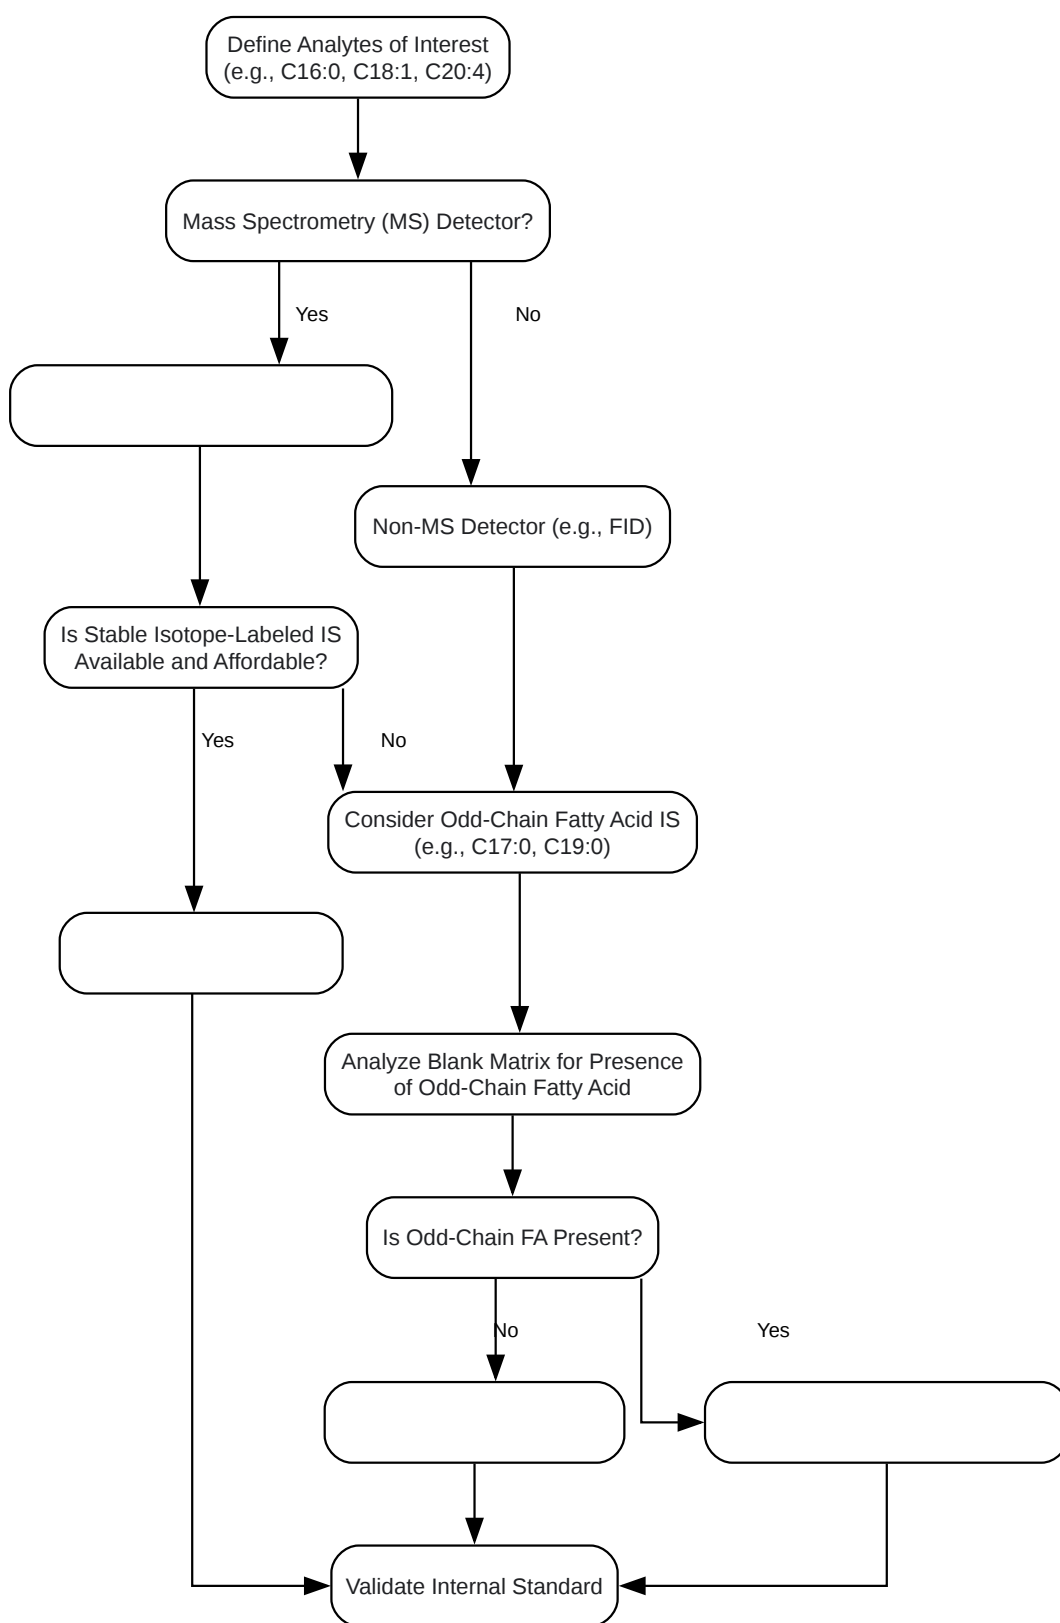 Define Analytes of Interest
(e.g., C16:0, C18:1, C20:4)
Mass Spectrometry (MS) Detector?
Yes
No
Non-MS Detector (e.g., FID)
Is Stable Isotope-Labeled IS
Available and Affordable?
Yes
No
Consider Odd-Chain Fatty Acid IS
(e.g., C17:0, C19:0)
Analyze Blank Matrix for Presence
of Odd-Chain Fatty Acid
Is Odd-Chain FA Present?
No
Yes
Validate Internal Standard